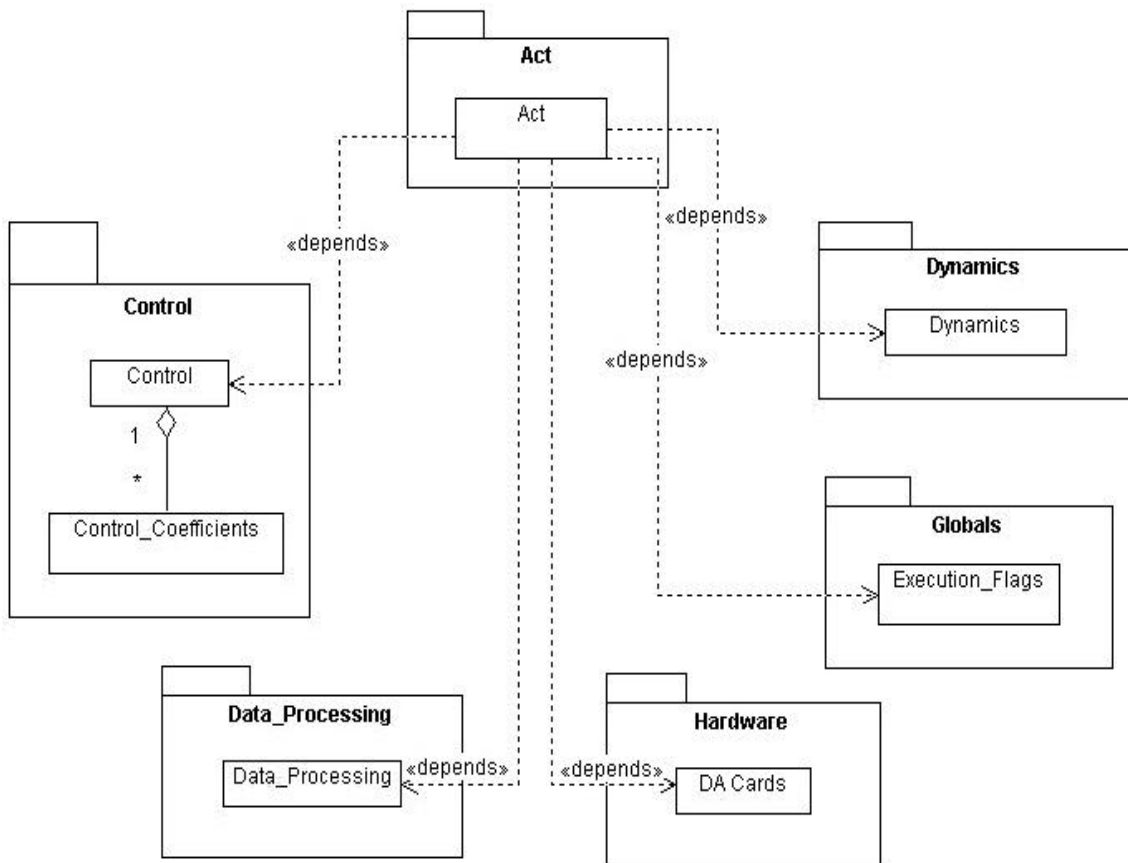 Act
Act
«depends»
«depends»
Control
Control
1
*
Control_Coefficients
Dynamics
Dynamics
«depends»
Globals
Execution_Flags
Data_Processing
Data_Processing
«depends»
Hardware
«depends»
DA Cards